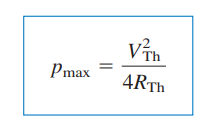 p_max = V_Th^2 / 4R_Th